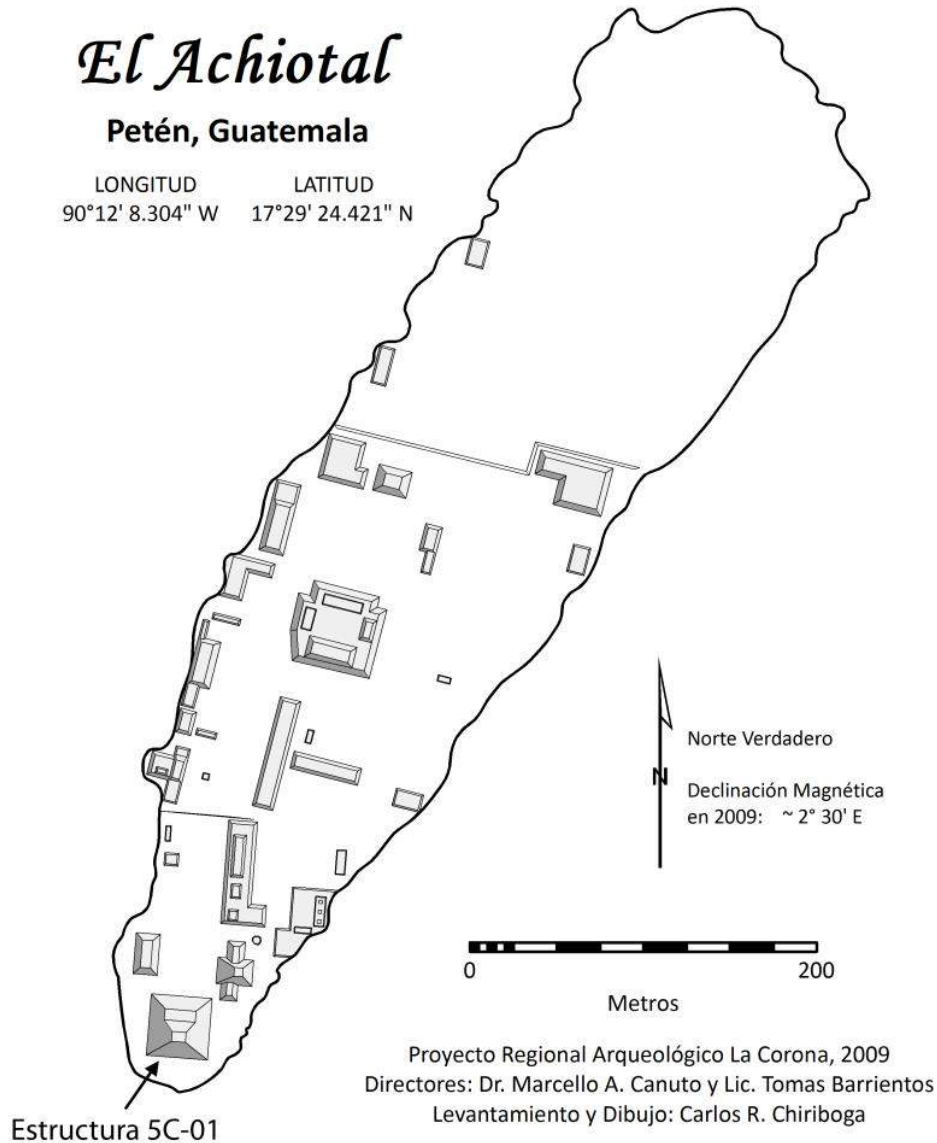 El Achiotal
Petén, Guatemala
LONGITUD LATITUD
90°12' 8.304" W 17°29' 24.421" N
Norte Verdadero
N
Declinación Magnética
en 2009: ~ 2° 30' E
0 200
Metros
Proyecto Regional Arqueológico La Corona, 2009
Directores: Dr. Marcello A. Canuto y Lic. Tomas Barrientos
Levantamiento y Dibujo: Carlos R. Chiriboga
Estructura 5C-01